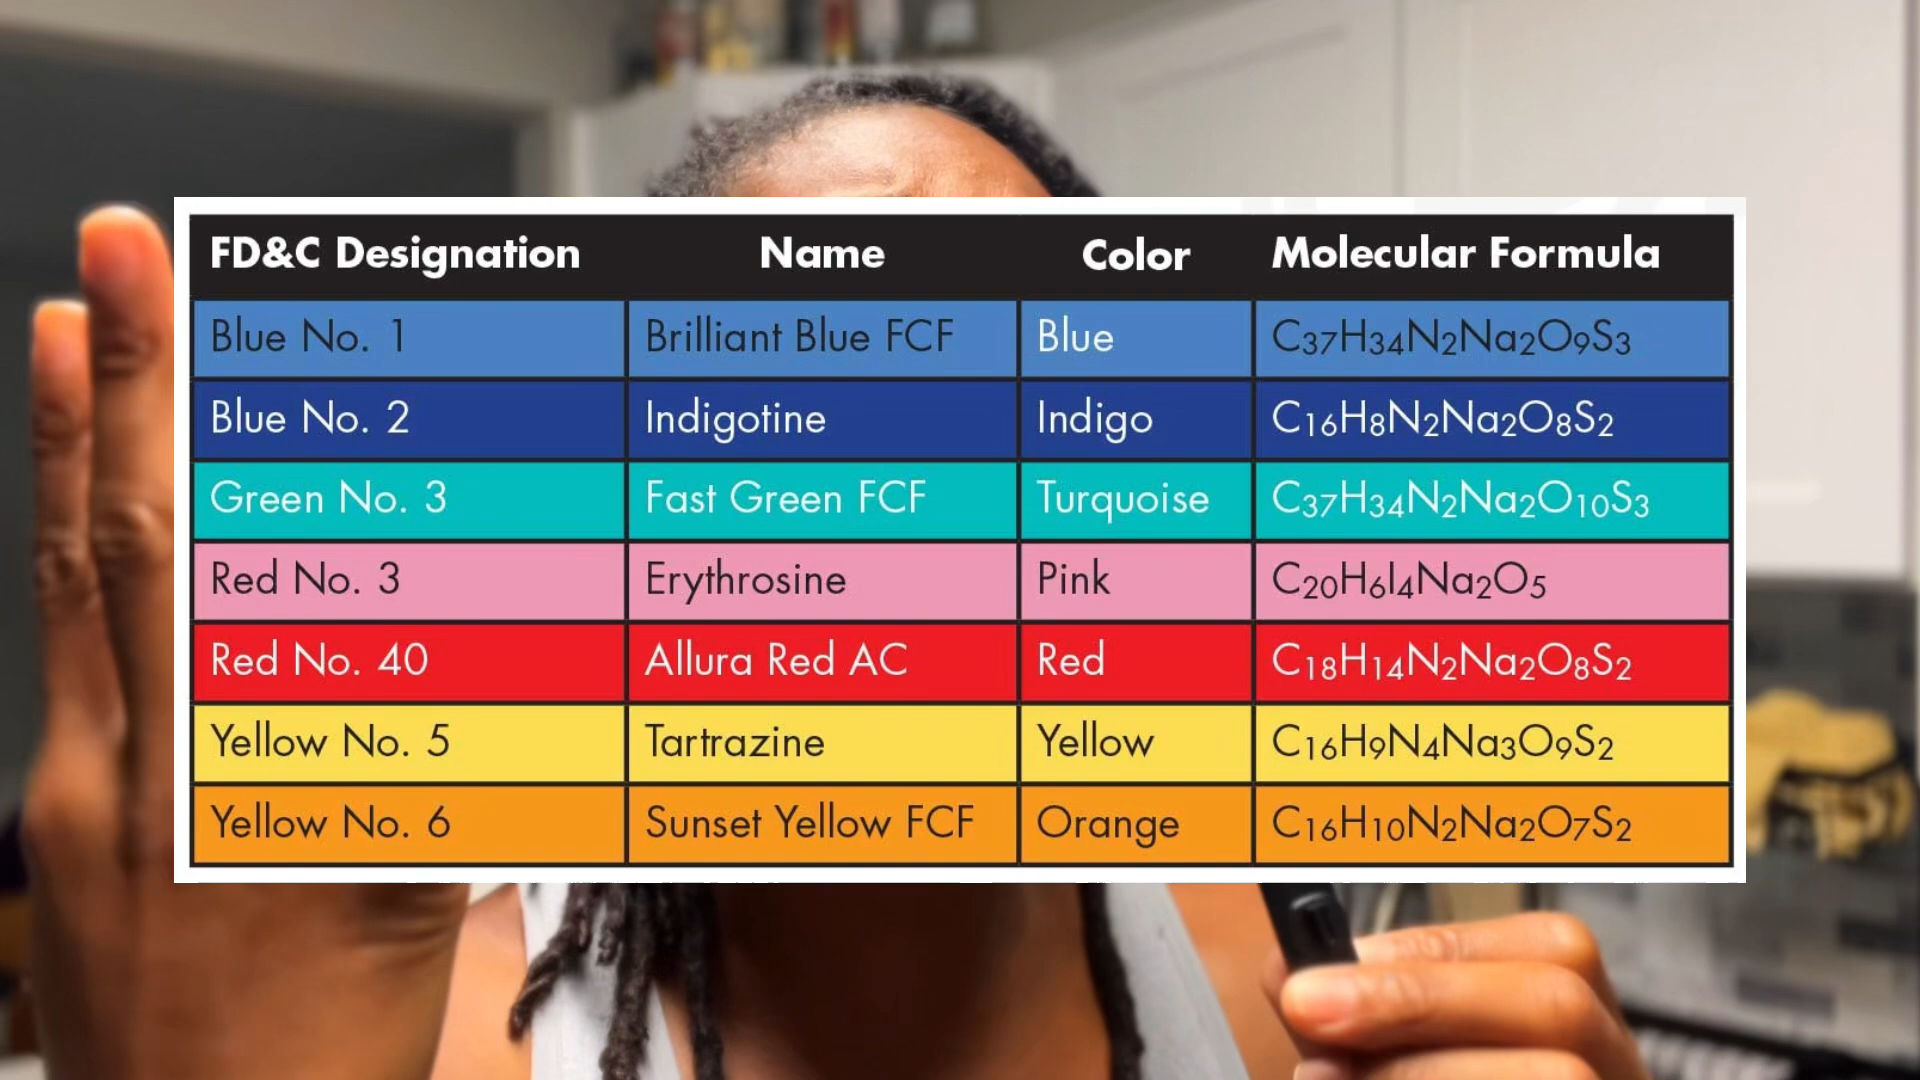 FD&C Designation Name Color Molecular Formula
Blue No. 1 Brilliant Blue FCF Blue C₃₇H₃₄N₂Na₂O₉S₃
Blue No. 2 Indigotine Indigo C₁₆H₈N₂Na₂O₈S₂
Green No. 3 Fast Green FCF Turquoise C₃₇H₃₄N₂Na₂O₁₀S₃
Red No. 3 Erythrosine Pink C₂₀H₆I₄Na₂O₅
Red No. 40 Allura Red AC Red C₁₈H₁₄N₂Na₂O₈S₂
Yellow No. 5 Tartrazine Yellow C₁₆H₉N₄Na₃O₉S₂
Yellow No. 6 Sunset Yellow FCF Orange C₁₆H₁₀N₂Na₂O₇S₂